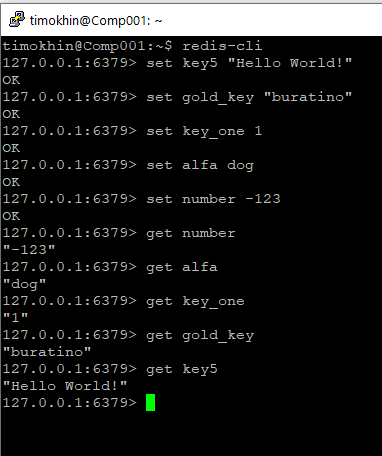 timokhin@Comp001: ~
timokhin@Comp001:~$ redis-cli
127.0.0.1:6379> set key5 "Hello World!"
OK
127.0.0.1:6379> set gold_key "buratino"
OK
127.0.0.1:6379> set key_one 1
OK
127.0.0.1:6379> set alfa dog
OK
127.0.0.1:6379> set number -123
OK
127.0.0.1:6379> get number
"-123"
127.0.0.1:6379> get alfa
"dog"
127.0.0.1:6379> get key_one
"1"
127.0.0.1:6379> get gold_key
"buratino"
127.0.0.1:6379> get key5
"Hello World!"
127.0.0.1:6379>